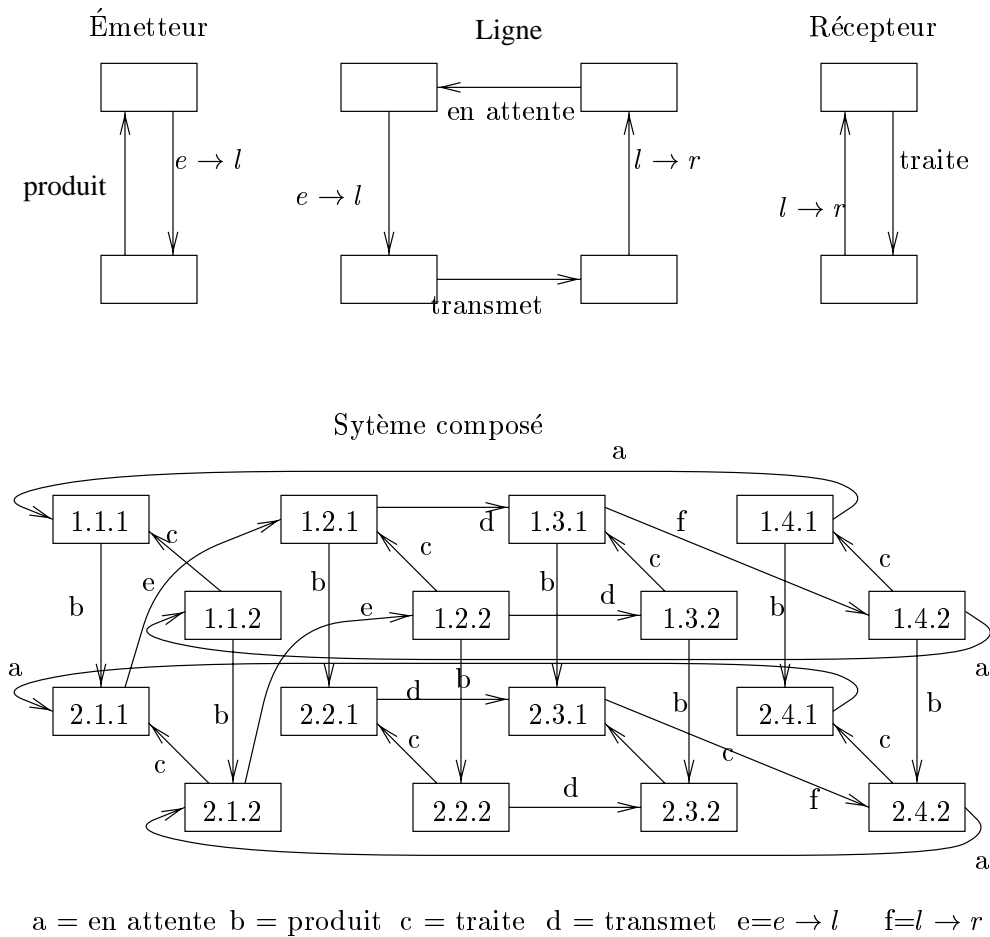 Émetteur
Ligne
Récepteur
en attente
e → l
l → r
traite
produit
e → l
l → r
transmet
Sytème composé
a
1.1.1
1.2.1
1.3.1
1.4.1
c
d
f
c
c
c
e
b
b
b
b
e
d
1.1.2
1.2.2
1.3.2
1.4.2
a
a
b
d
b
b
b
2.1.1
2.2.1
2.3.1
2.4.1
c
c
c
c
d
f
2.1.2
2.2.2
2.3.2
2.4.2
a
a = en attente b = produit c = traite d = transmet e=e → l f=l → r